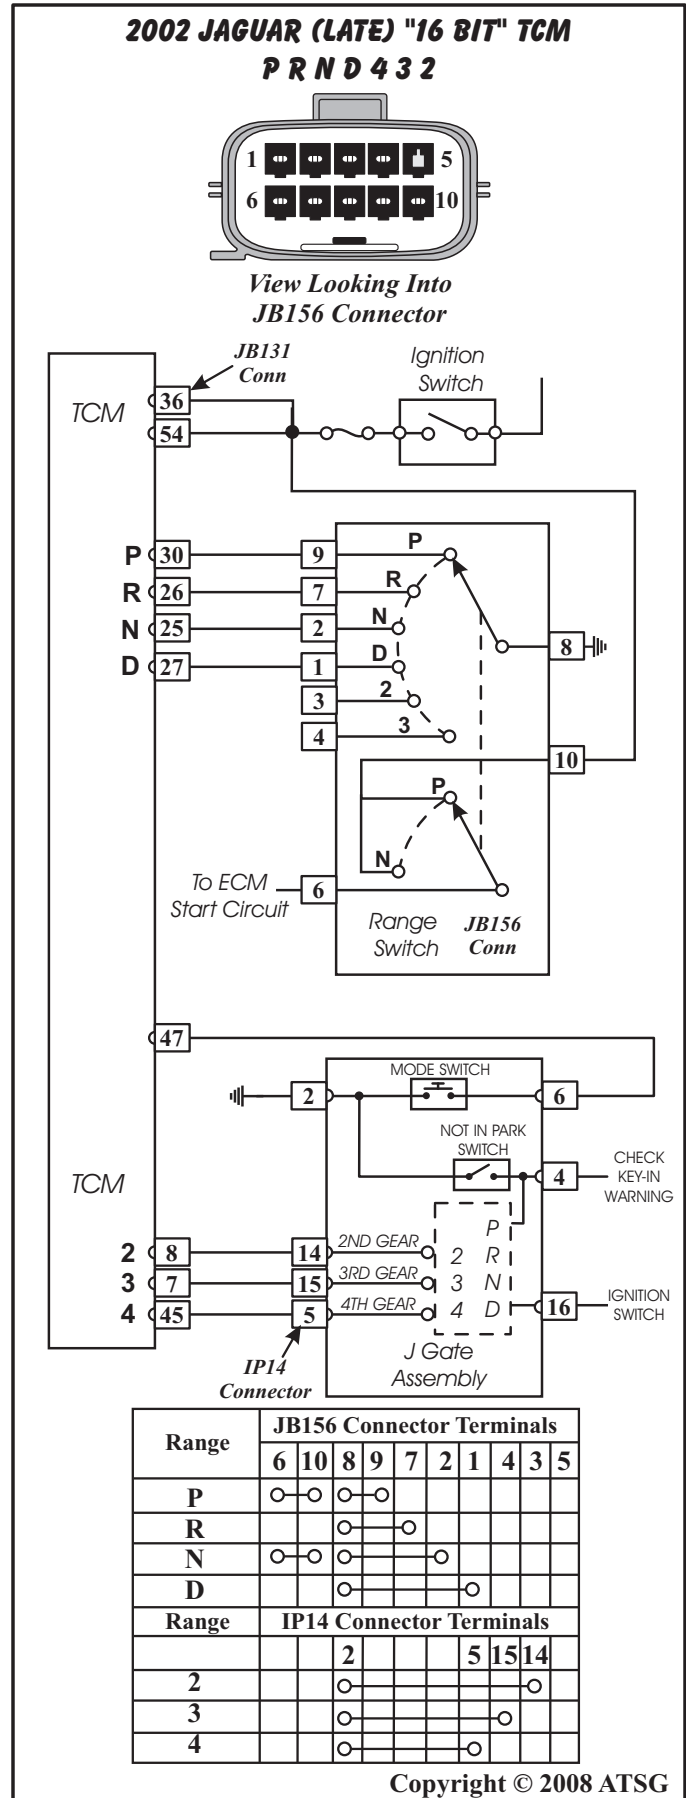 2002 JAGUAR (LATE) "16 BIT" TCM
P R N D 4 3 2
1 5
6 10
View Looking Into
JB156 Connector
JB131
Conn
Ignition
Switch
TCM
36
54
P 30 9 P
R 26 7 R
N 25 2 N
D 27 1 D
8
3 2
4 3
10
P
N
To ECM
Start Circuit
6
Range
Switch
JB156
Conn
47
MODE SWITCH
2 6
NOT IN PARK
SWITCH
4
CHECK
KEY-IN
WARNING
TCM
P
2 8 14 2ND GEAR 2 R
3 7 15 3RD GEAR 3 N
4 45 5 4TH GEAR 4 D 16
IGNITION
SWITCH
J Gate
Assembly
IP14
Connector
Range JB156 Connector Terminals
6 10 8 9 7 2 1 4 3 5
P
R
N
D
Range IP14 Connector Terminals
2 5 15 14
2
3
4
Copyright © 2008 ATSG